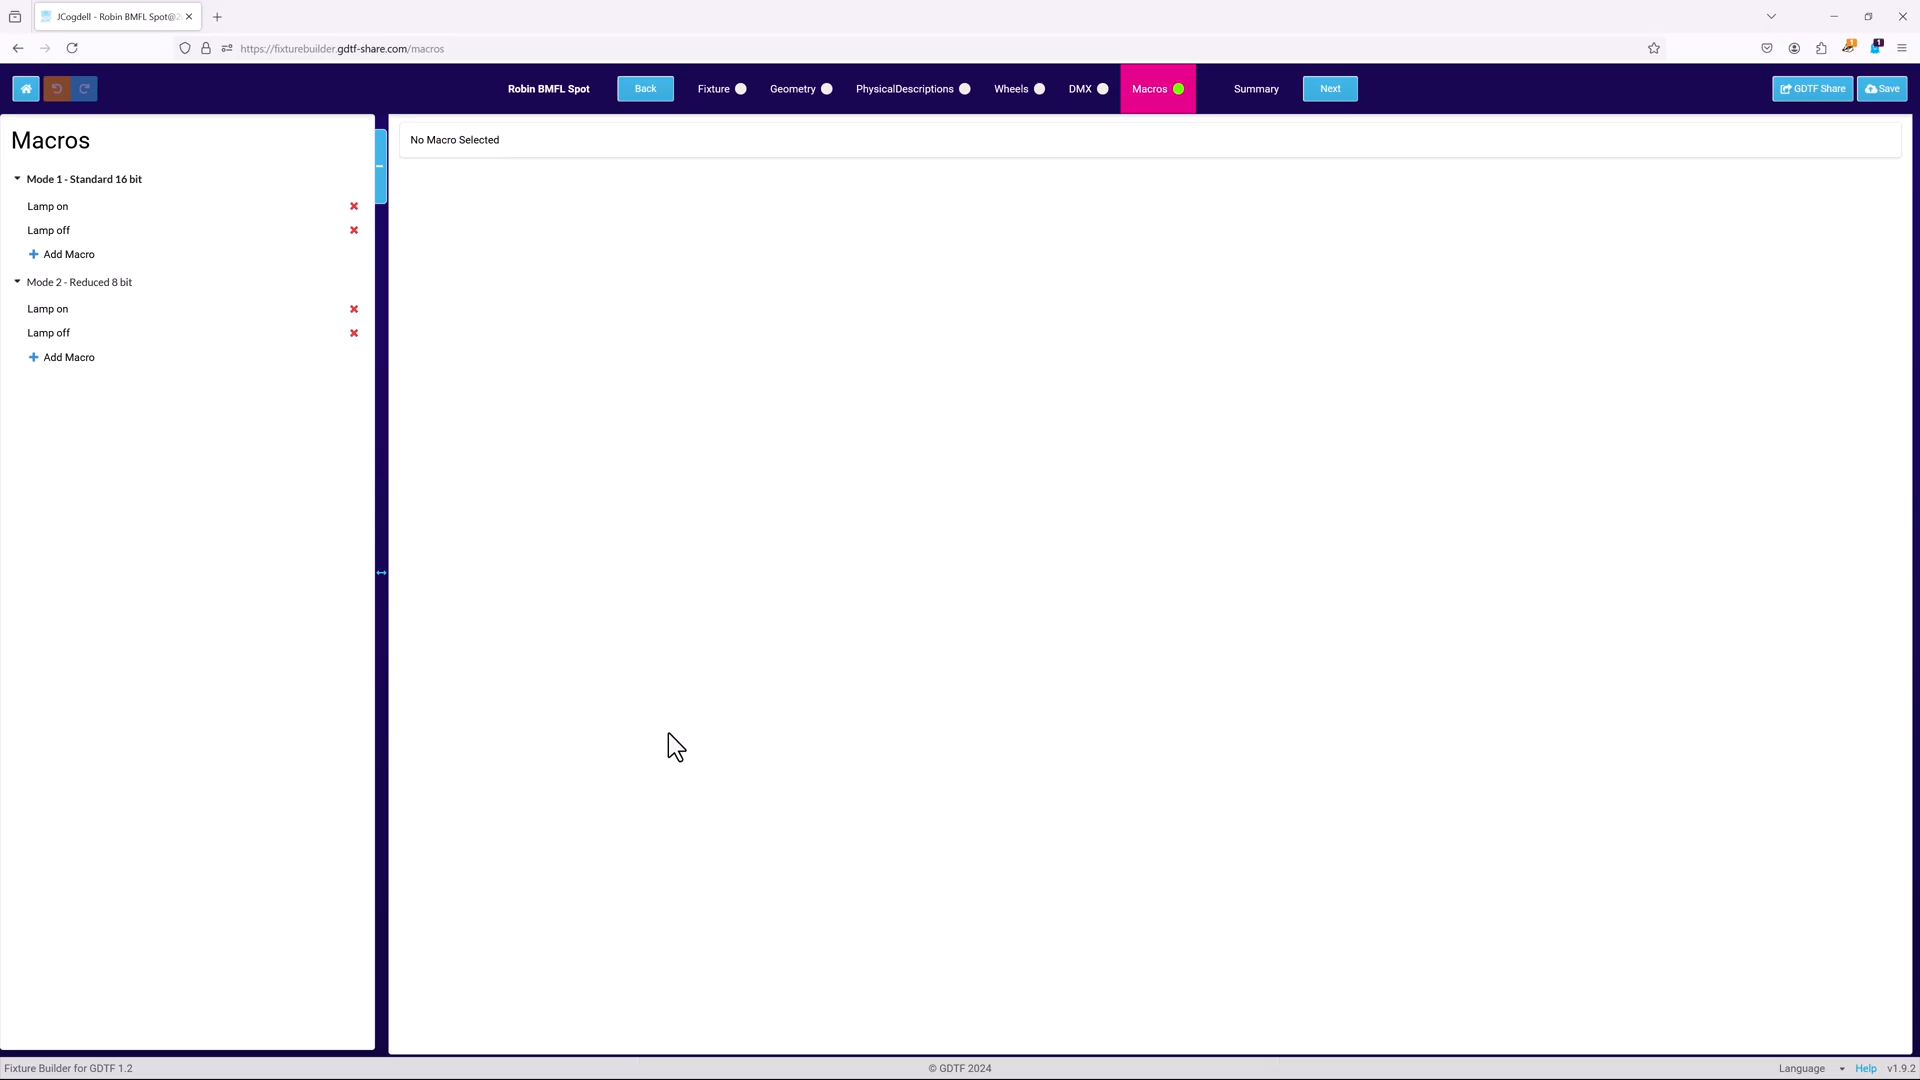 JCogdell - Robin BMFL Spot@
https://fixturebuilder.gdtf-share.com/macros
1
1
Robin BMFL Spot
Back
Fixture
Geometry
PhysicalDescriptions
Wheels
DMX
Macros
Summary
Next
GDTF Share
Save
Macros
No Macro Selected
Mode 1 - Standard 16 bit
Lamp on
Lamp off
Add Macro
Mode 2 - Reduced 8 bit
Lamp on
Lamp off
Add Macro
Fixture Builder for GDTF 1.2
© GDTF 2024
Language
Help
v1.9.2